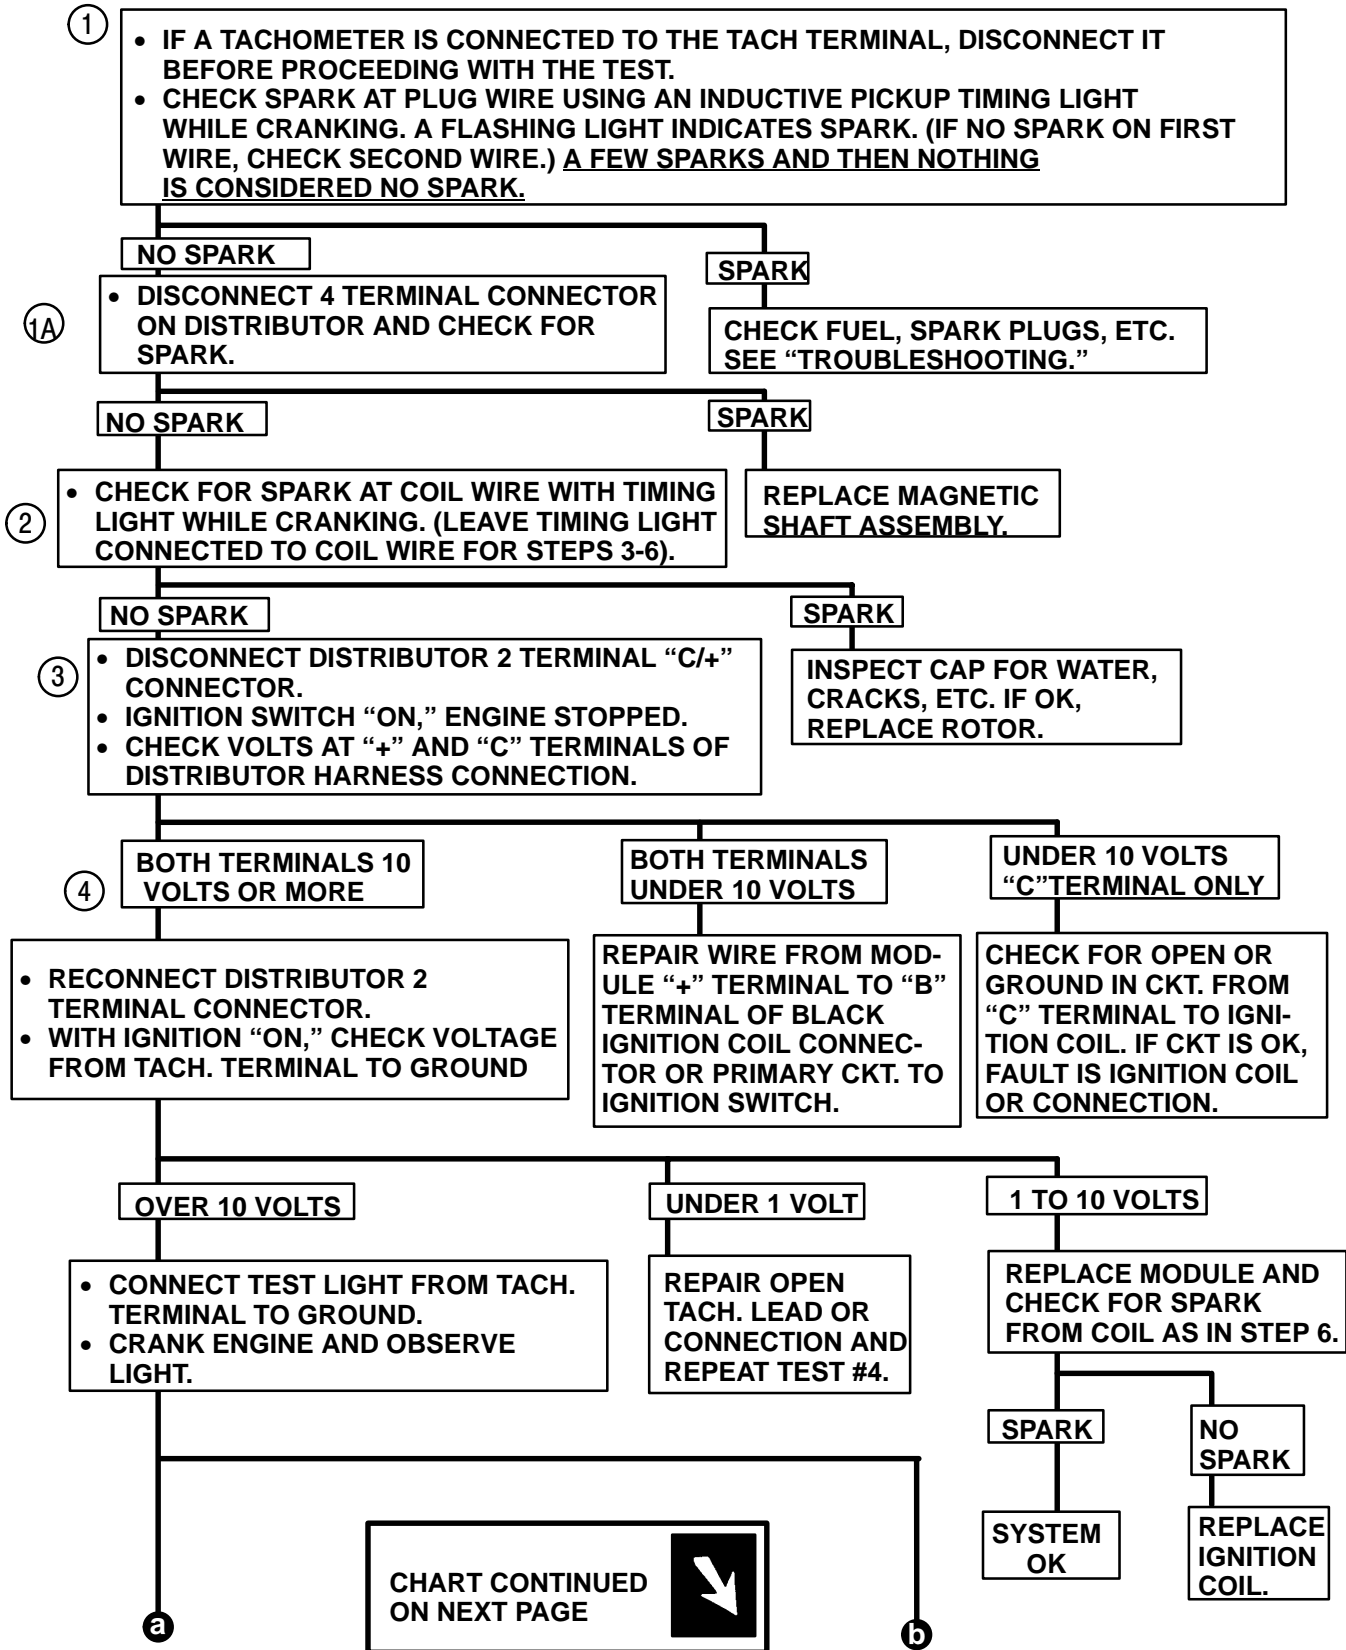 1
• IF A TACHOMETER IS CONNECTED TO THE TACH TERMINAL, DISCONNECT IT
BEFORE PROCEEDING WITH THE TEST.
• CHECK SPARK AT PLUG WIRE USING AN INDUCTIVE PICKUP TIMING LIGHT
WHILE CRANKING. A FLASHING LIGHT INDICATES SPARK. (IF NO SPARK ON FIRST
WIRE, CHECK SECOND WIRE.) A FEW SPARKS AND THEN NOTHING
IS CONSIDERED NO SPARK.
NO SPARK
SPARK
1A
• DISCONNECT 4 TERMINAL CONNECTOR
ON DISTRIBUTOR AND CHECK FOR
SPARK.
CHECK FUEL, SPARK PLUGS, ETC.
SEE “TROUBLESHOOTING.”
NO SPARK
SPARK
2
• CHECK FOR SPARK AT COIL WIRE WITH TIMING
LIGHT WHILE CRANKING. (LEAVE TIMING LIGHT
CONNECTED TO COIL WIRE FOR STEPS 3-6).
REPLACE MAGNETIC
SHAFT ASSEMBLY.
NO SPARK
SPARK
3
• DISCONNECT DISTRIBUTOR 2 TERMINAL “C/+”
CONNECTOR.
• IGNITION SWITCH “ON,” ENGINE STOPPED.
• CHECK VOLTS AT “+” AND “C” TERMINALS OF
DISTRIBUTOR HARNESS CONNECTION.
INSPECT CAP FOR WATER,
CRACKS, ETC. IF OK,
REPLACE ROTOR.
4
BOTH TERMINALS 10
VOLTS OR MORE
BOTH TERMINALS
UNDER 10 VOLTS
UNDER 10 VOLTS
“C”TERMINAL ONLY
• RECONNECT DISTRIBUTOR 2
TERMINAL CONNECTOR.
• WITH IGNITION “ON,” CHECK VOLTAGE
FROM TACH. TERMINAL TO GROUND
REPAIR WIRE FROM MOD-
ULE “+” TERMINAL TO “B”
TERMINAL OF BLACK
IGNITION COIL CONNEC-
TOR OR PRIMARY CKT. TO
IGNITION SWITCH.
CHECK FOR OPEN OR
GROUND IN CKT. FROM
“C” TERMINAL TO IGNI-
TION COIL. IF CKT IS OK,
FAULT IS IGNITION COIL
OR CONNECTION.
OVER 10 VOLTS
UNDER 1 VOLT
1 TO 10 VOLTS
• CONNECT TEST LIGHT FROM TACH.
TERMINAL TO GROUND.
• CRANK ENGINE AND OBSERVE
LIGHT.
REPAIR OPEN
TACH. LEAD OR
CONNECTION AND
REPEAT TEST #4.
REPLACE MODULE AND
CHECK FOR SPARK
FROM COIL AS IN STEP 6.
SPARK
NO
SPARK
SYSTEM
OK
REPLACE
IGNITION
COIL.
CHART CONTINUED
ON NEXT PAGE
a
b